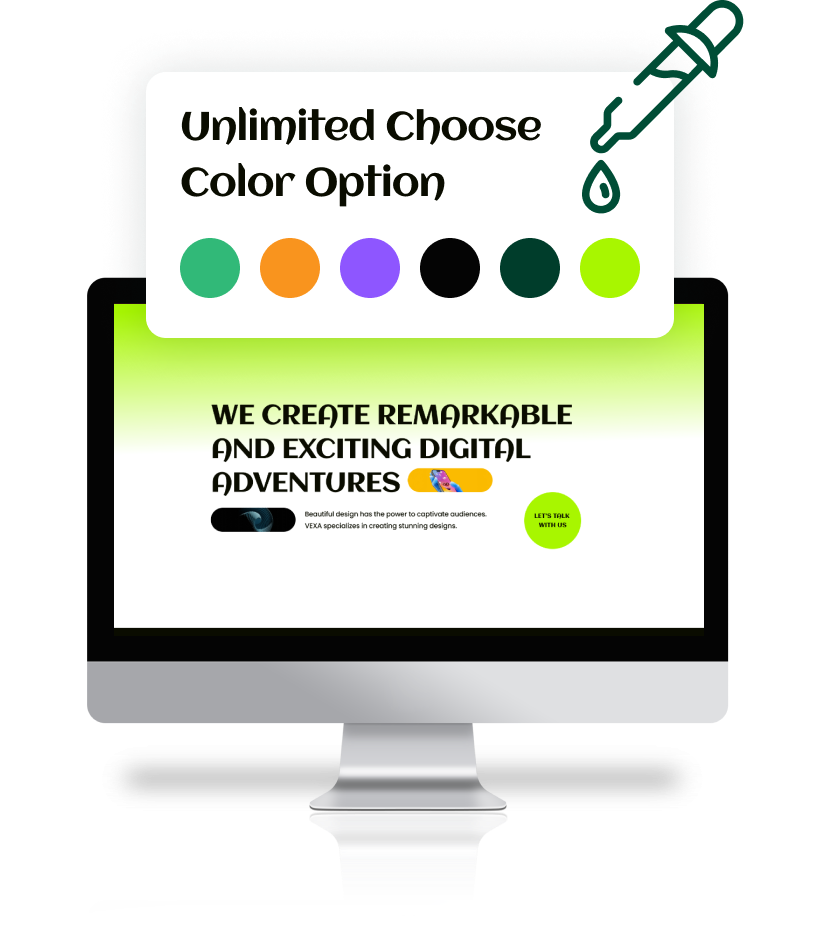 Unlimited Choose
Color Option
WE CREATE REMARKABLE
AND EXCITING DIGITAL
ADVENTURES
Beautiful design has the power to captivate audiences.
VEXA specializes in creating stunning designs.
LET'S TALK
WITH US